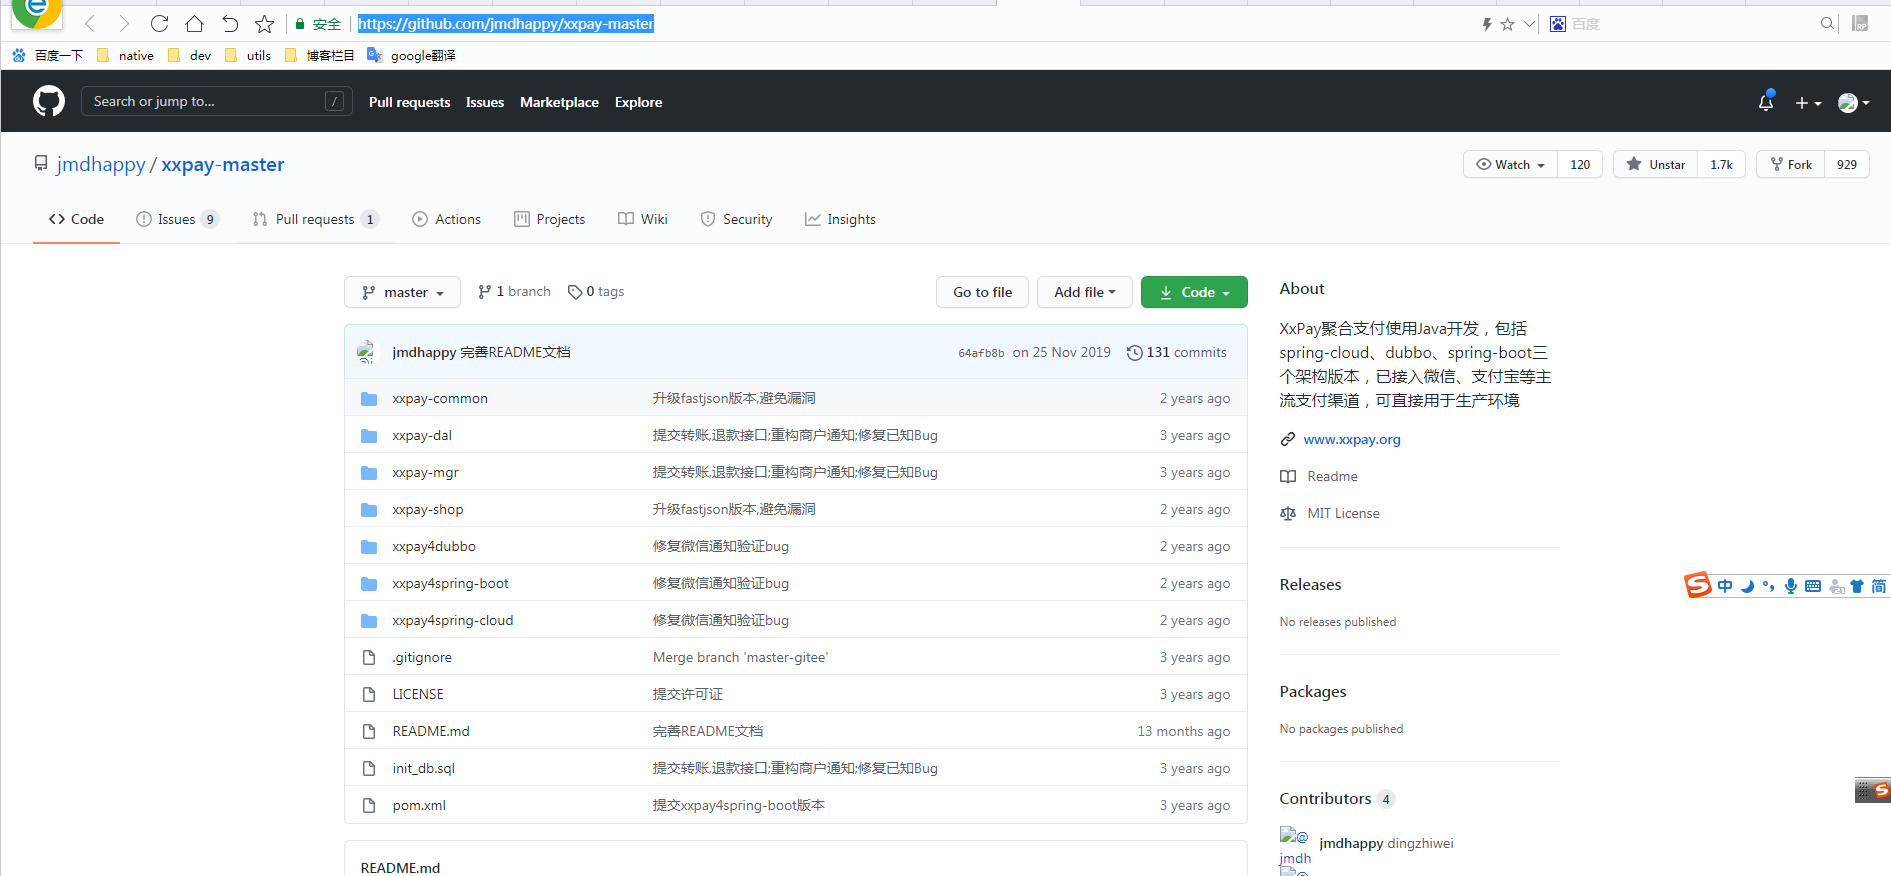 安全 https://github.com/jmdhappy/xxpay-master 百度
百度一下 native dev utils 博客栏目 google翻译
Search or jump to... / Pull requests Issues Marketplace Explore
jmdhappy / xxpay-master Watch 120 Unstar 1.7k Fork 929
Code Issues 9 Pull requests 1 Actions Projects Wiki Security Insights
master 1 branch 0 tags Go to file Add file Code
jmdhappy 完善README文档 64afb8b on 25 Nov 2019 131 commits
xxpay-common 升级fastjson版本,避免漏洞 2 years ago
xxpay-dal 提交转账,退款接口;重构商户通知;修复已知Bug 3 years ago
xxpay-mgr 提交转账,退款接口;重构商户通知;修复已知Bug 3 years ago
xxpay-shop 升级fastjson版本,避免漏洞 2 years ago
xxpay4dubbo 修复微信通知验证bug 2 years ago
xxpay4spring-boot 修复微信通知验证bug 2 years ago
xxpay4spring-cloud 修复微信通知验证bug 2 years ago
.gitignore Merge branch 'master-gitee' 3 years ago
LICENSE 提交许可证 3 years ago
README.md 完善README文档 13 months ago
init_db.sql 提交转账,退款接口;重构商户通知;修复已知Bug 3 years ago
pom.xml 提交xxpay4spring-boot版本 3 years ago
README.md
About
XxPay聚合支付使用Java开发，包括
spring-cloud、dubbo、spring-boot三
个架构版本，已接入微信、支付宝等主
流支付渠道，可直接用于生产环境
www.xxpay.org
Readme
MIT License
Releases
No releases published
Packages
No packages published
Contributors 4
@
jmdh
jmdhappy dingzhiwei
中 简